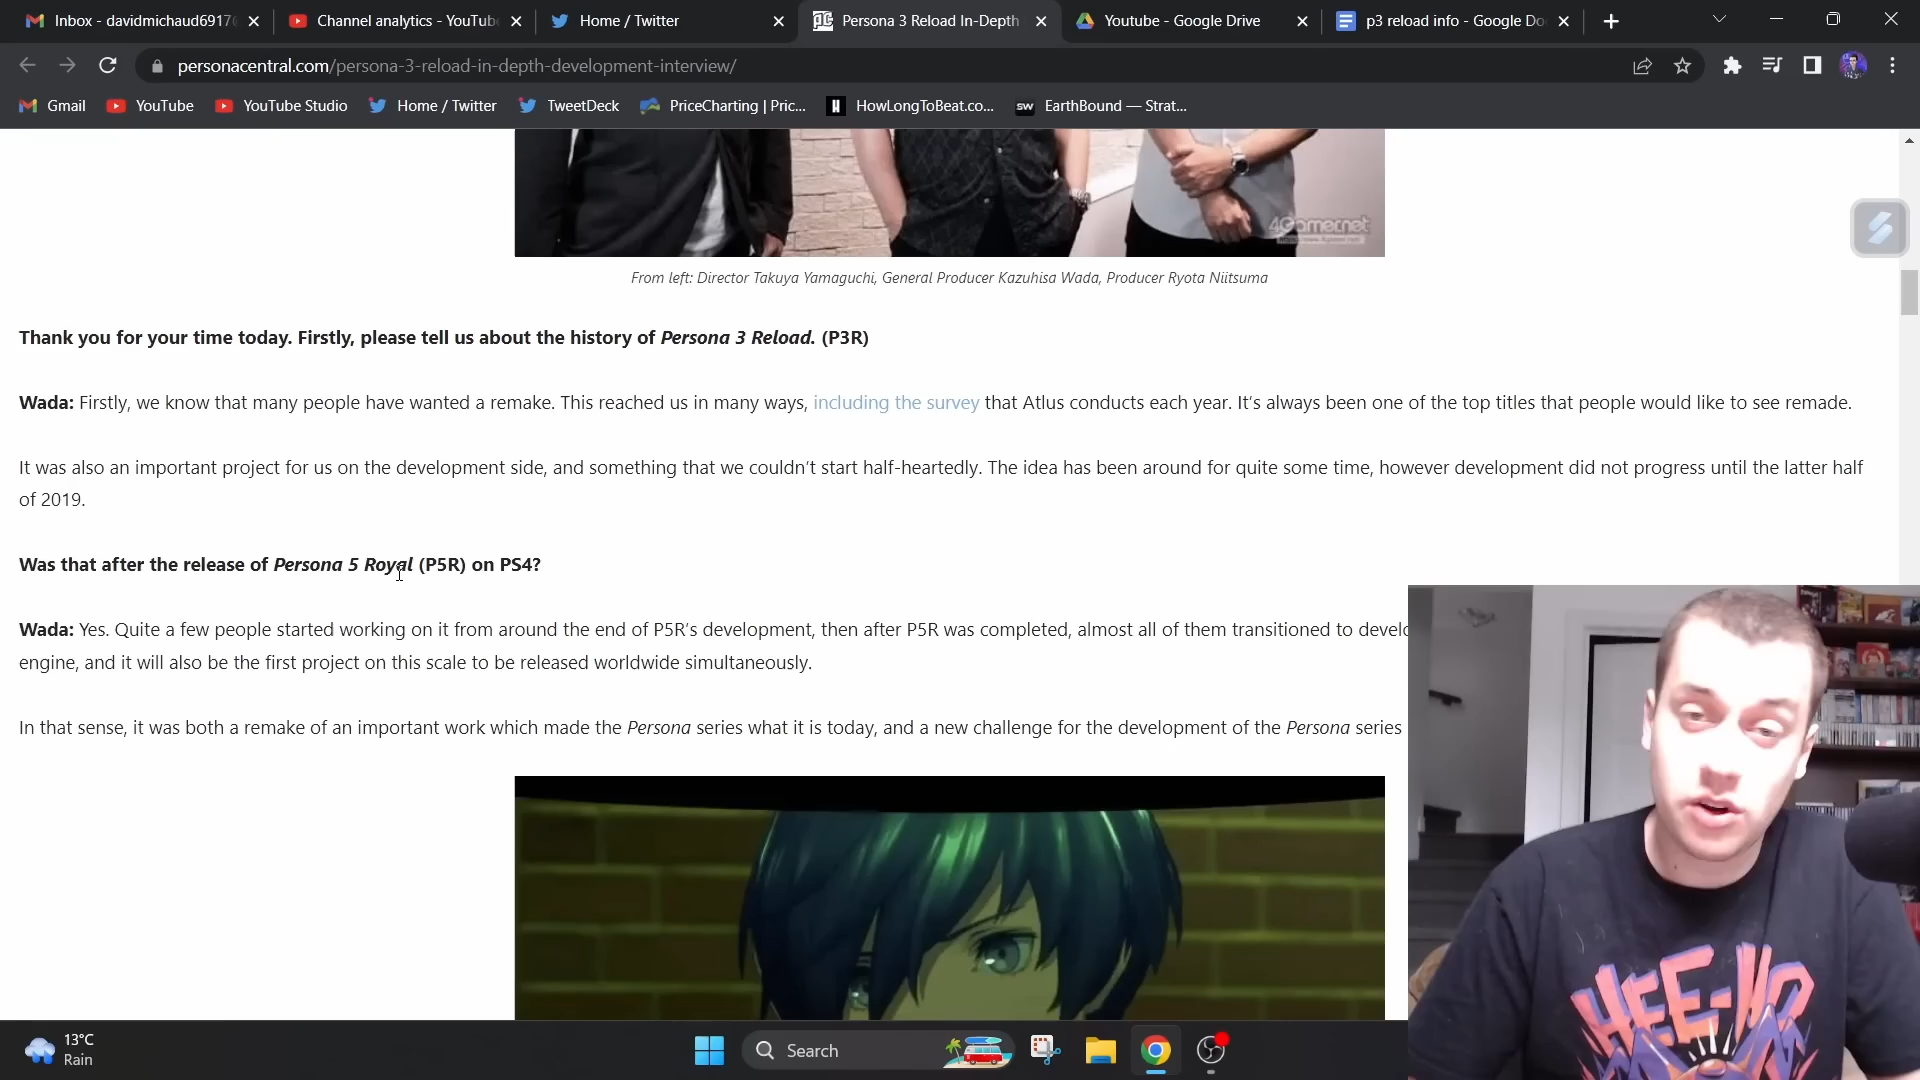 Inbox - davidmichaud6917
Channel analytics - YouTube
Home / Twitter
Persona 3 Reload In-Depth
Youtube - Google Drive
p3 reload info - Google Do
personacentral.com/persona-3-reload-in-depth-development-interview/
Gmail
YouTube
YouTube Studio
Home / Twitter
TweetDeck
PriceCharting | Pric...
HowLongToBeat.co...
SW
EarthBound — Strat...
4Gamer.net
From left: Director Takuya Yamaguchi, General Producer Kazuhisa Wada, Producer Ryota Niitsuma
Thank you for your time today. Firstly, please tell us about the history of Persona 3 Reload. (P3R)
Wada: Firstly, we know that many people have wanted a remake. This reached us in many ways, including the survey that Atlus conducts each year. It's always been one of the top titles that people would like to see remade.
It was also an important project for us on the development side, and something that we couldn't start half-heartedly. The idea has been around for quite some time, however development did not progress until the latter half
of 2019.
Was that after the release of Persona 5 Royal (P5R) on PS4?
Wada: Yes. Quite a few people started working on it from around the end of P5R's development, then after P5R was completed, almost all of them transitioned to develo
engine, and it will also be the first project on this scale to be released worldwide simultaneously.
In that sense, it was both a remake of an important work which made the Persona series what it is today, and a new challenge for the development of the Persona series
HEE-HO
13°C
Rain
Search